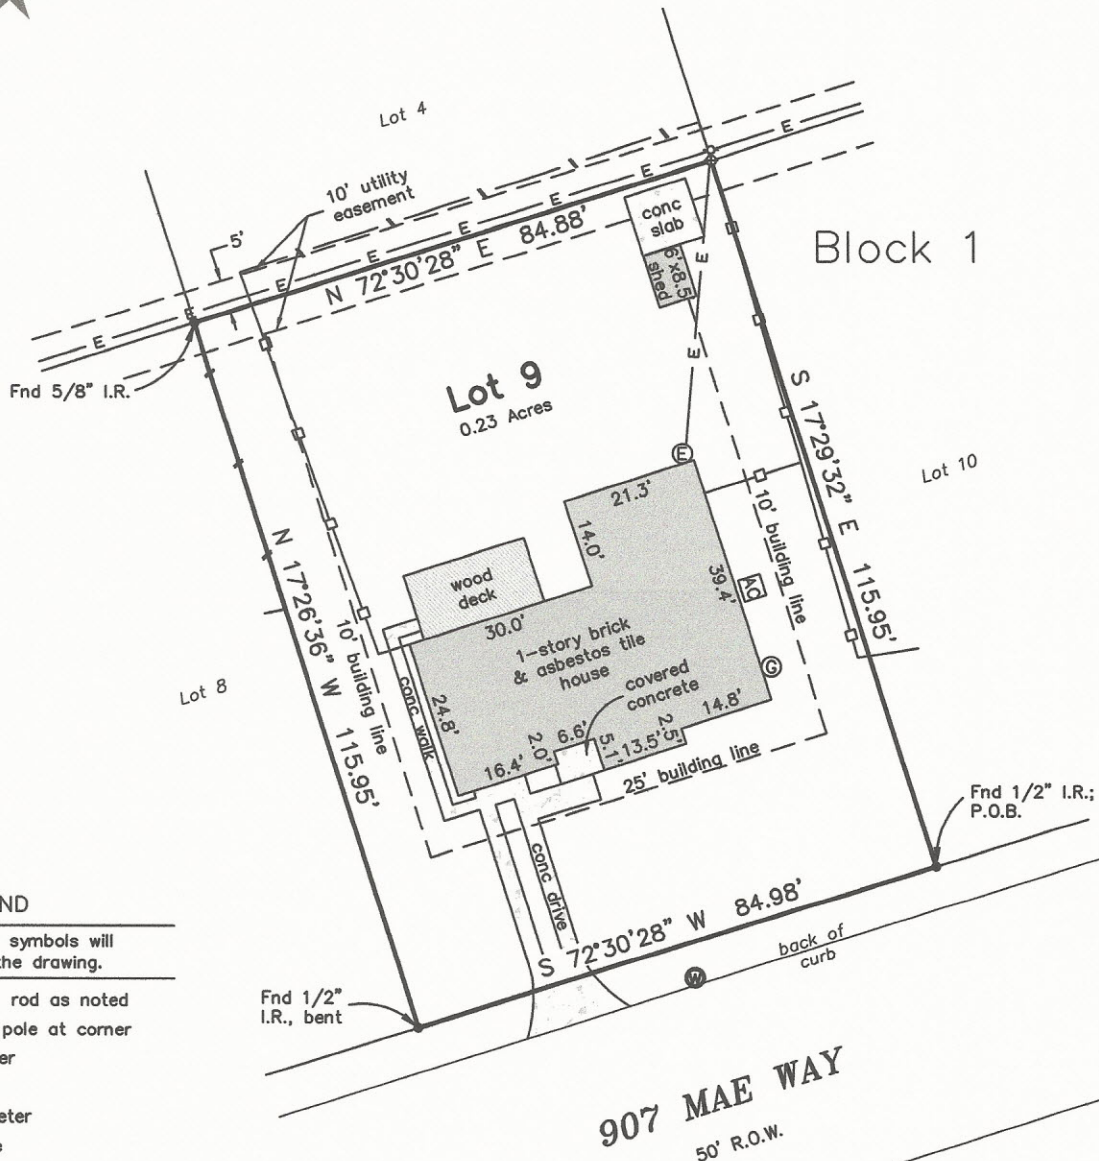 Lot 4
10' utility
easement
5'
E E E E E E E E
N 72°30'28" E 84.88'
conc
slab
6'x8.5'
shed
Block 1
Fnd 5/8" I.R.
Lot 9
0.23 Acres
E
E
E
S 17°29'32" E 115.95'
Lot 10
21.3'
14.0'
10' building line
39.4'
AC
G
wood
deck
30.0'
1-story brick
& asbestos tile
house
covered
concrete
N 17°26'36" W 115.95'
10' building line
Lot 8
24.8'
conc walk
16.4'
2.0'
6.6'
5.1'
13.5'
2.5'
14.8'
25' building line
Fnd 1/2" I.R.;
P.O.B.
conc drive
S 72°30'28" W 84.98'
back of
curb
W
Fnd 1/2"
I.R., bent
ND
symbols will
he drawing.
rod as noted
pole at corner
er
eter
e
907 MAE WAY
50' R.O.W.